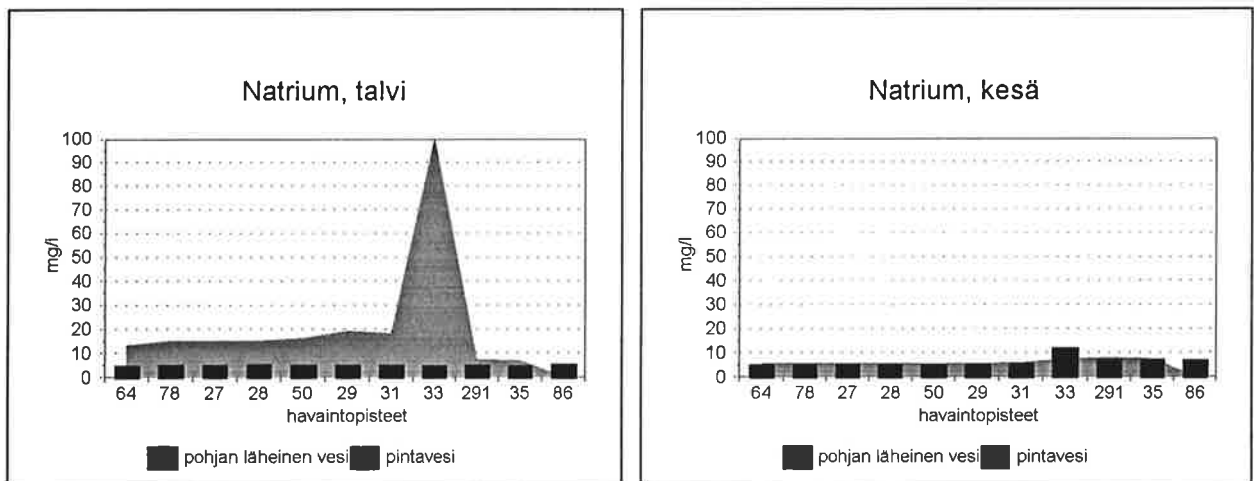 Natrium, talvi
100
90
80
70
60
50
40
30
20
10
0
mg/l
64 78 27 28 50 29 31 33 291 35 86
havaintopisteet
pohjan läheinen vesi pintavesi
Natrium, kesä
100
90
80
70
60
50
40
30
20
10
0
mg/l
64 78 27 28 50 29 31 33 291 35 86
havaintopisteet
pohjan läheinen vesi pintavesi